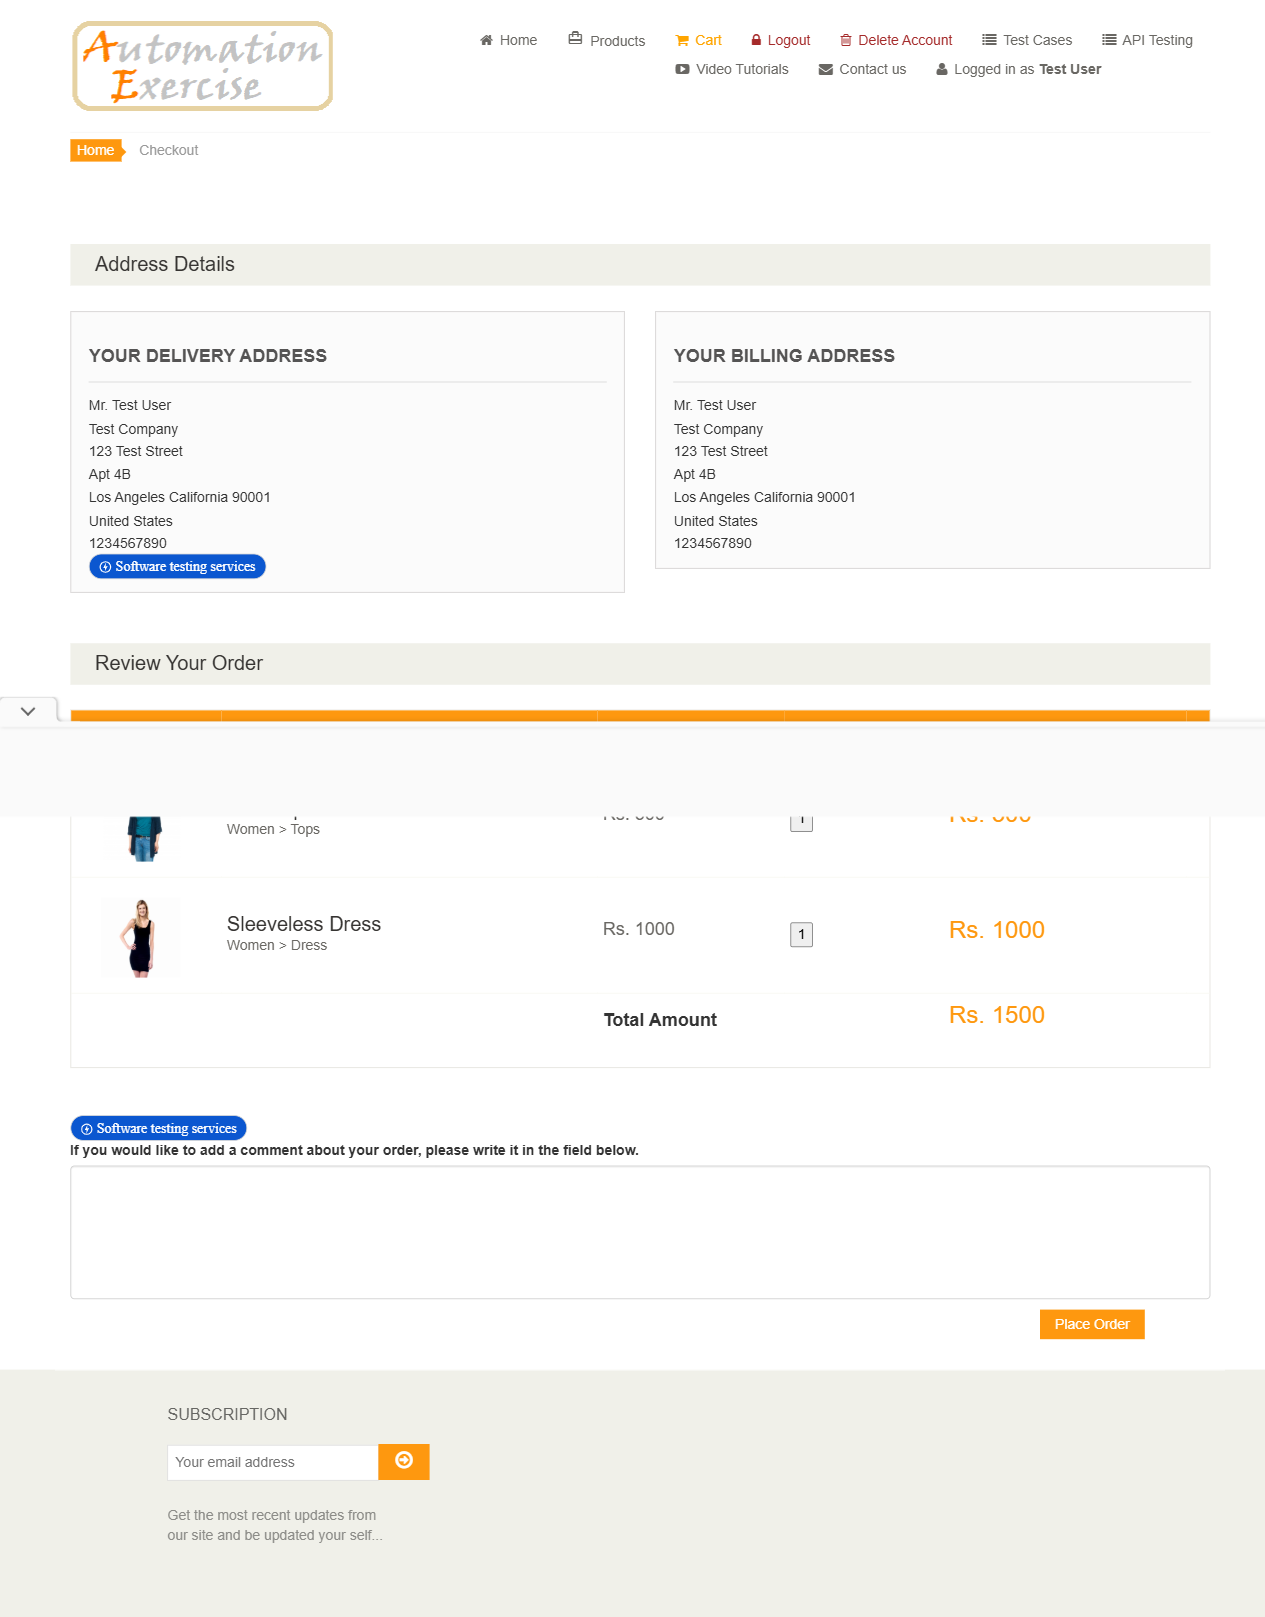 Automation
Exercise
Home Products Cart Logout Delete Account Test Cases API Testing
Video Tutorials Contact us Logged in as Test User
Home Checkout
Address Details
YOUR DELIVERY ADDRESS
Mr. Test User
Test Company
123 Test Street
Apt 4B
Los Angeles California 90001
United States
1234567890
Software testing services
YOUR BILLING ADDRESS
Mr. Test User
Test Company
123 Test Street
Apt 4B
Los Angeles California 90001
United States
1234567890
Review Your Order
Rs. 500 1 Rs. 500
Women > Tops
Sleeveless Dress Rs. 1000 1 Rs. 1000
Women > Dress
Total Amount Rs. 1500
Software testing services
If you would like to add a comment about your order, please write it in the field below.
Place Order
SUBSCRIPTION
Your email address
Get the most recent updates from
our site and be updated your self...